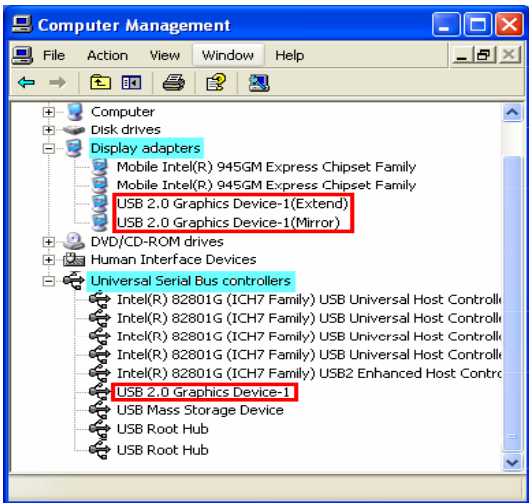 Computer Management
File Action View Window Help
Computer
Disk drives
Display adapters
Mobile Intel(R) 945GM Express Chipset Family
Mobile Intel(R) 945GM Express Chipset Family
USB 2.0 Graphics Device-1(Extend)
USB 2.0 Graphics Device-1(Mirror)
DVD/CD-ROM drives
Human Interface Devices
Universal Serial Bus controllers
Intel(R) 82801G (ICH7 Family) USB Universal Host Controll
Intel(R) 82801G (ICH7 Family) USB Universal Host Controll
Intel(R) 82801G (ICH7 Family) USB Universal Host Controll
Intel(R) 82801G (ICH7 Family) USB Universal Host Controll
Intel(R) 82801G (ICH7 Family) USB2 Enhanced Host Contro
USB 2.0 Graphics Device-1
USB Mass Storage Device
USB Root Hub
USB Root Hub